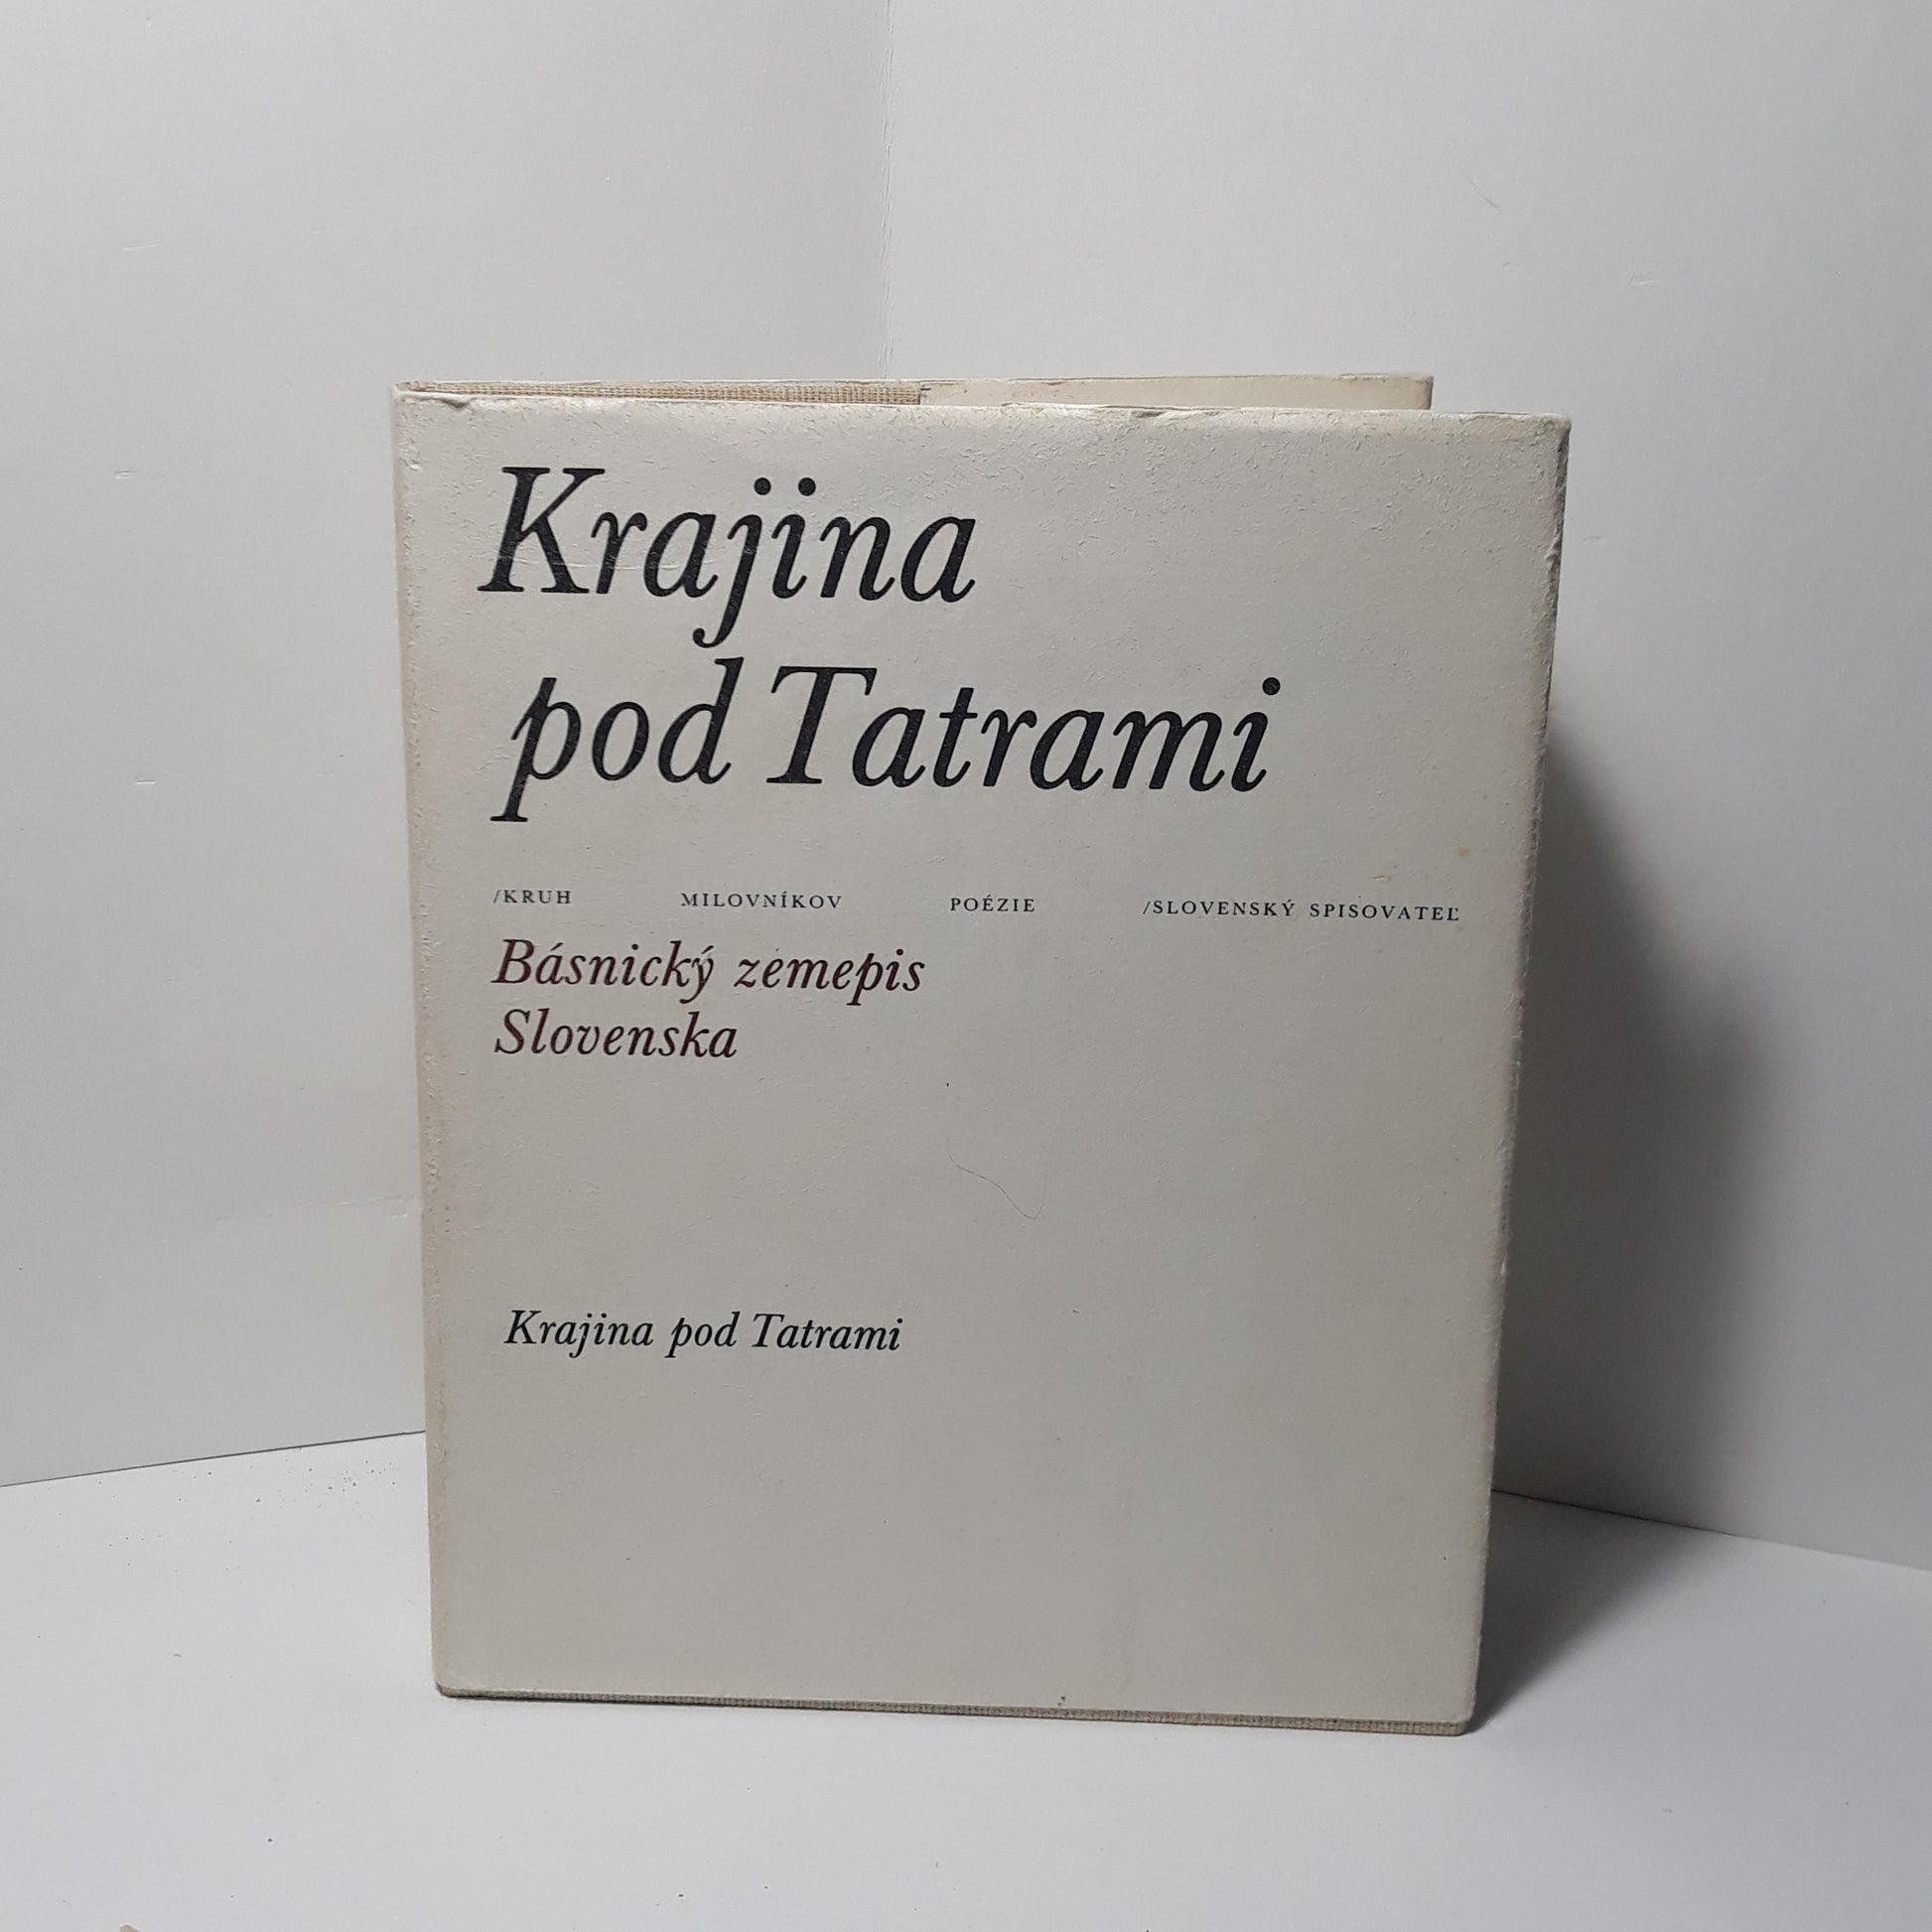 Krajina
pod Tatrami
/KRUH MILOVNÍKOV POÉZIE /SLOVENSKÝ SPISOVATEĽ
Básnický zemepis
Slovenska
Krajina pod Tatrami